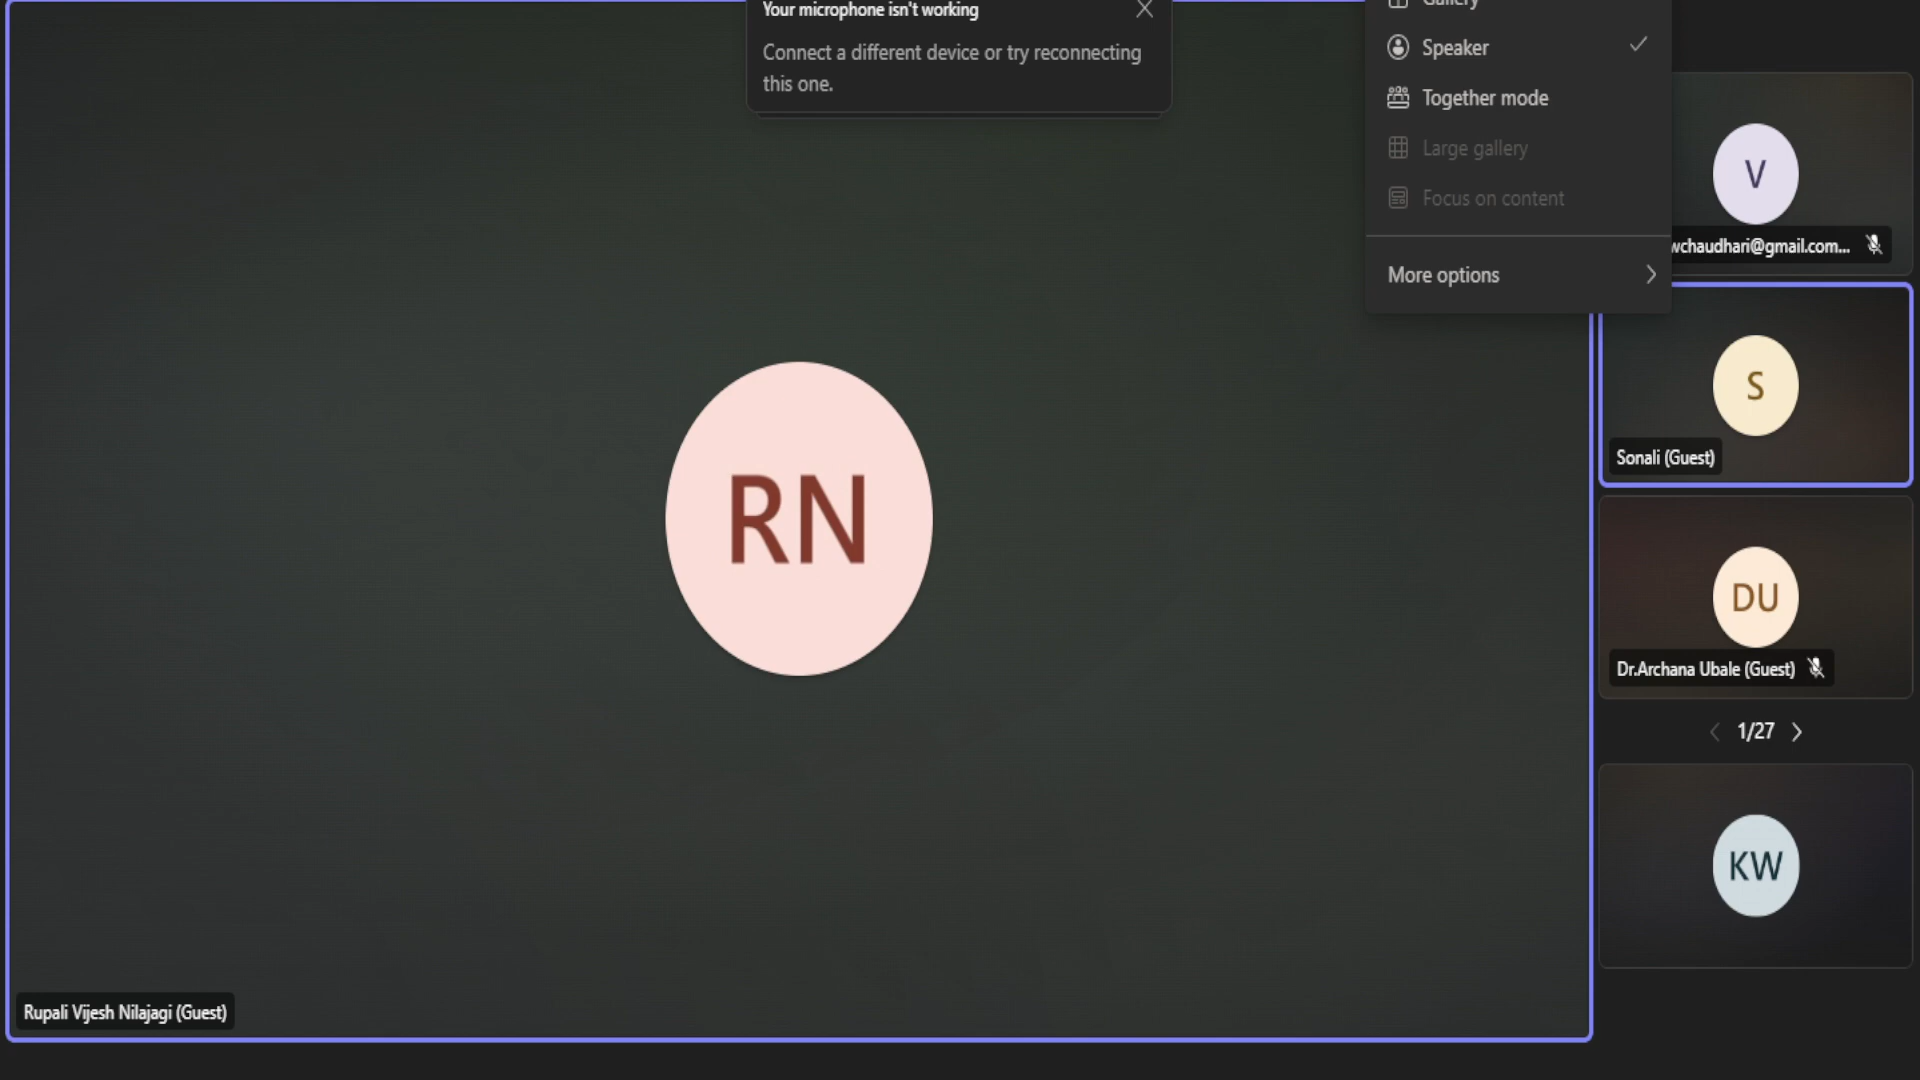 Your microphone isn't working
Connect a different device or try reconnecting
this one.
Gallery
Speaker
Together mode
Large gallery
Focus on content
More options
V
wchaudhari@gmail.com...
S
Sonali (Guest)
DU
Dr.Archana Ubale (Guest)
1/27
KW
RN
Rupali Vijesh Nilajagi (Guest)